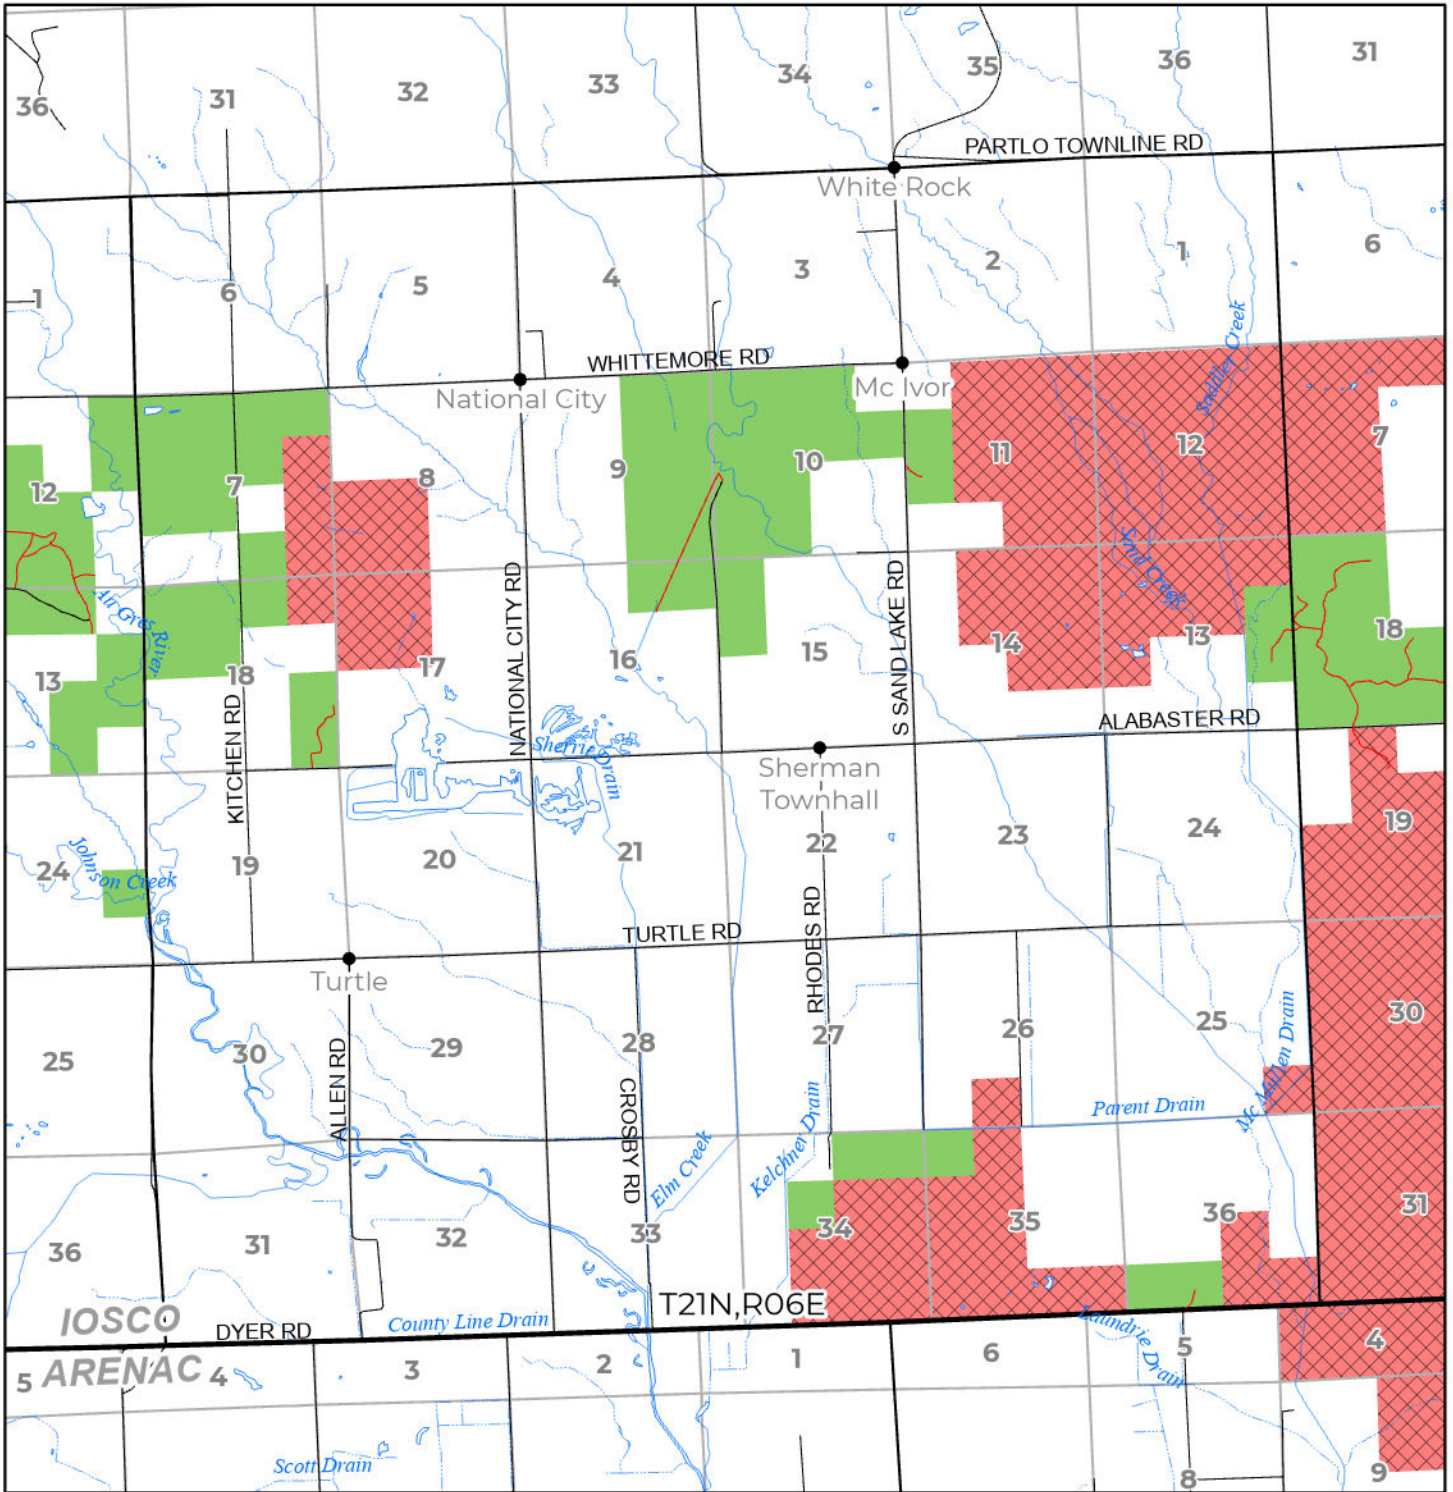 36
31
32
33
34
35
36
31
PARTLO TOWNLINE RD
White Rock
1
6
5
4
3
2
1
6
Saddler Creek
WHITTEMORE RD
National City
Mc Ivor
12
7
8
9
10
11
12
7
Sand Creek
Au Gres River
NATIONAL CITY RD
S SAND LAKE RD
13
18
17
16
15
14
13
18
KITCHEN RD
ALABASTER RD
Sherrie Drain
Sherman
Townhall
24
Johnson Creek
19
20
21
22
23
24
19
TURTLE RD
RHODES RD
Turtle
25
30
29
28
27
26
25
30
ALLEN RD
CROSBY RD
Elm Creek
Kelchner Drain
Parent Drain
Mc Mullen Drain
36
31
32
33
34
35
36
31
T21N,R06E
IOSCO
DYER RD
County Line Drain
ARENAC
5
4
3
2
1
6
5
4
Laundrie Drain
Scott Drain
8
9